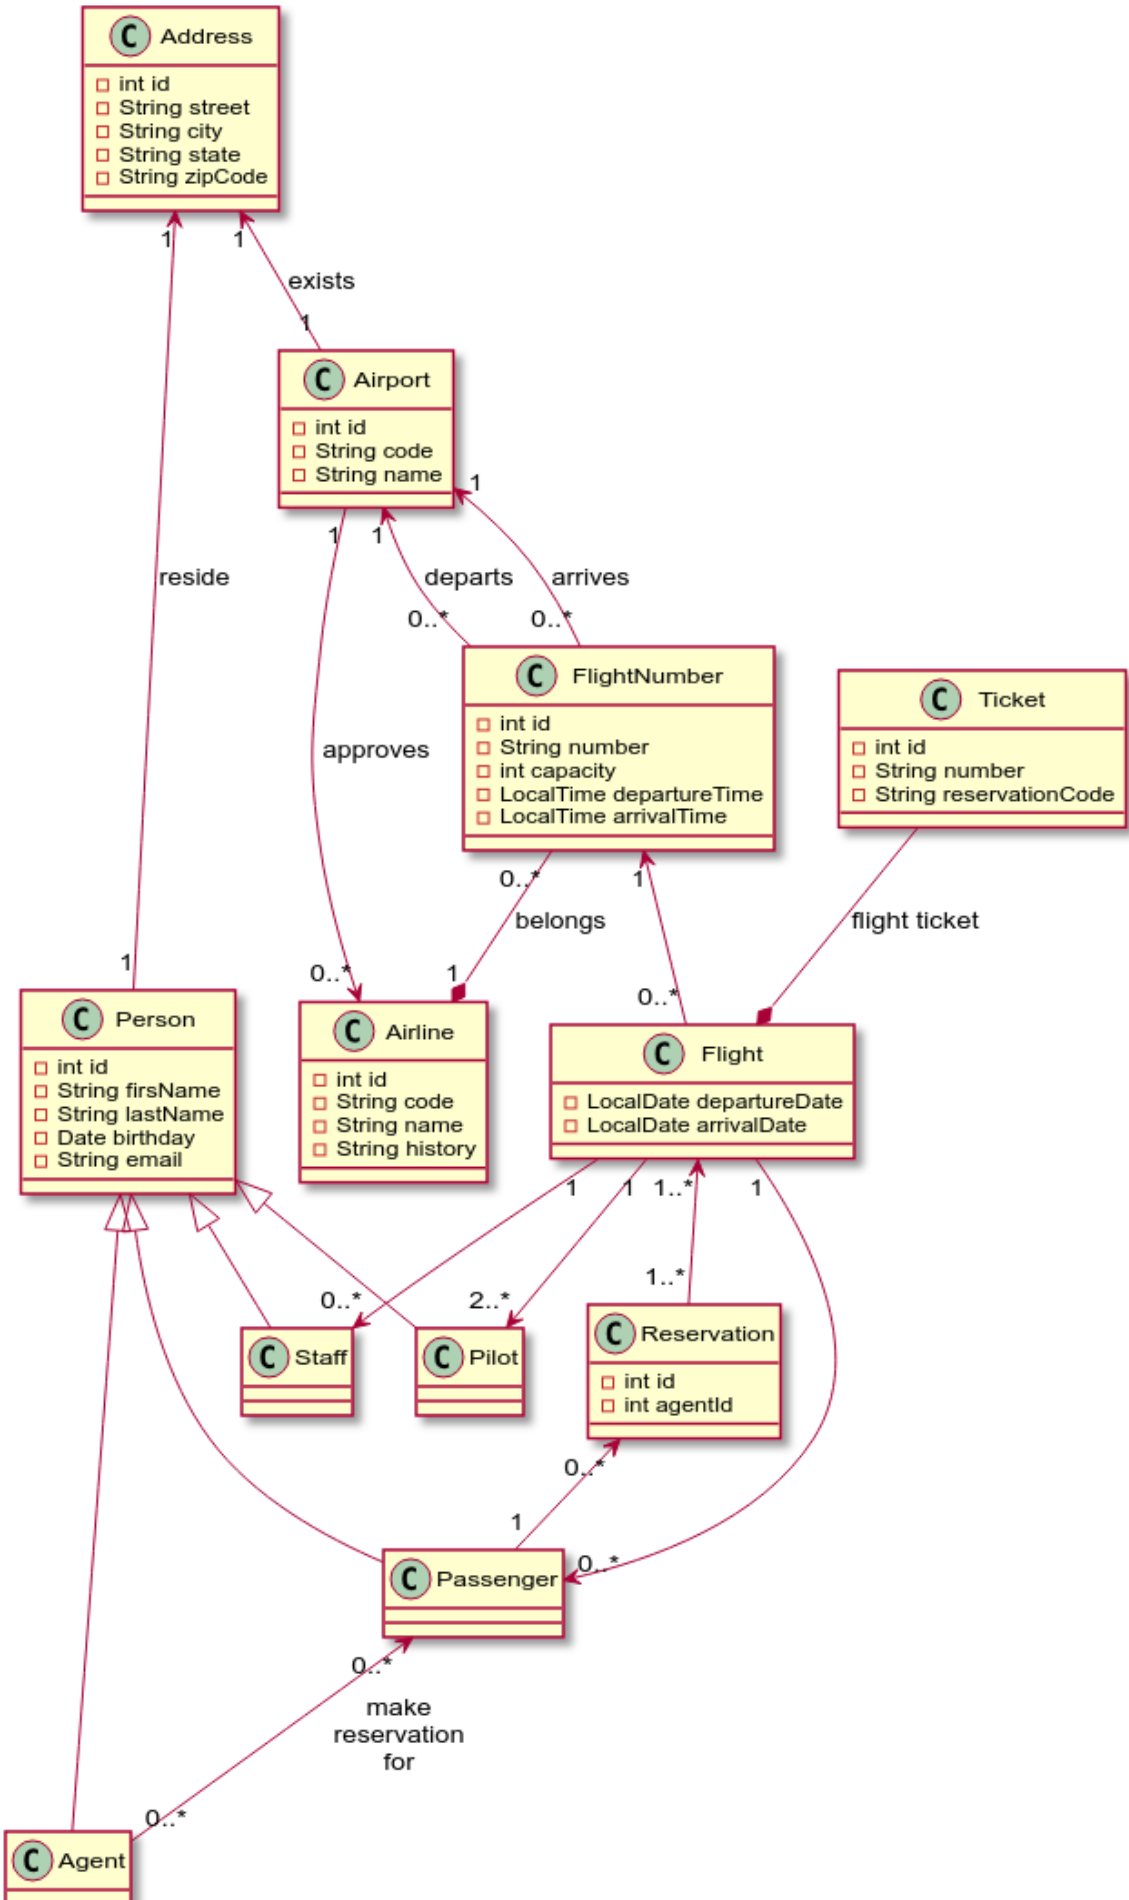 C Address
int id
String street
String city
String state
String zipCode
1
1
exists
1
C Airport
int id
String code
String name
1
1
1
reside
departs
arrives
0..*
0..*
C FlightNumber
int id
String number
int capacity
LocalTime departureTime
LocalTime arrivalTime
C Ticket
int id
String number
String reservationCode
approves
0..*
1
belongs
flight ticket
1
0..*
1
0..*
C Person
int id
String firsName
String lastName
Date birthday
String email
C Airline
int id
String code
String name
String history
C Flight
LocalDate departureDate
LocalDate arrivalDate
1
1
1..*
1
1..*
0..*
2..*
C Staff
C Pilot
C Reservation
int id
int agentId
0..*
1
0..*
C Passenger
0..*
make
reservation
for
0..*
C Agent